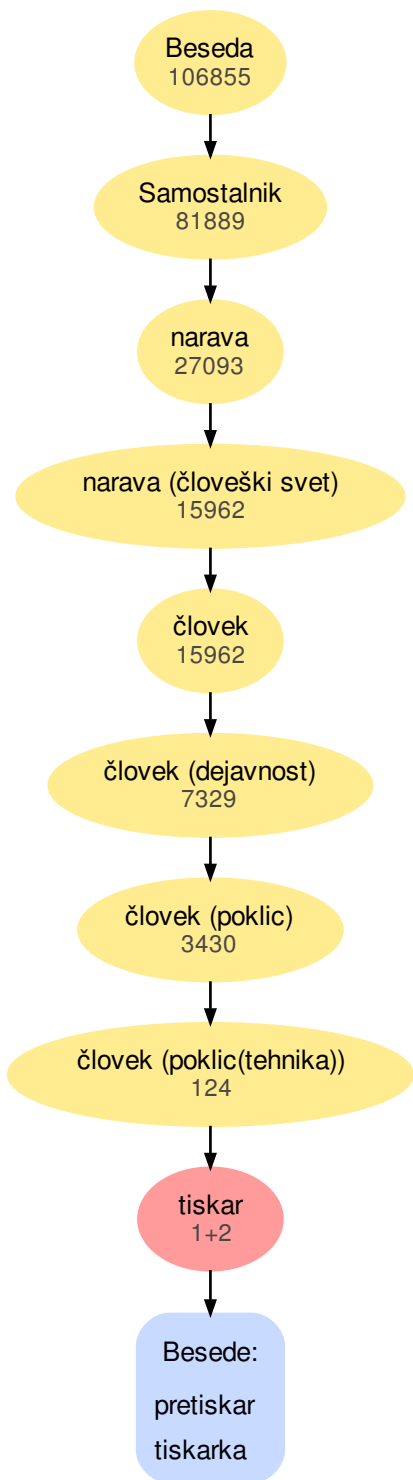 Beseda
106855
Samostalnik
81889
narava
27093
narava (človeški svet)
15962
človek
15962
človek (dejavnost)
7329
človek (poklic)
3430
človek (poklic(tehnika))
124
tiskar
1+2
Besede:
pretiskar
tiskarka